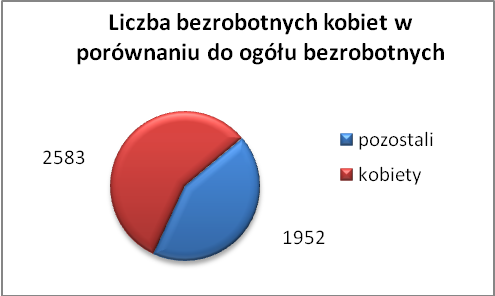 Liczba bezrobotnych kobiet w
porównaniu do ogółu bezrobotnych
2583
pozostali
kobiety
1952